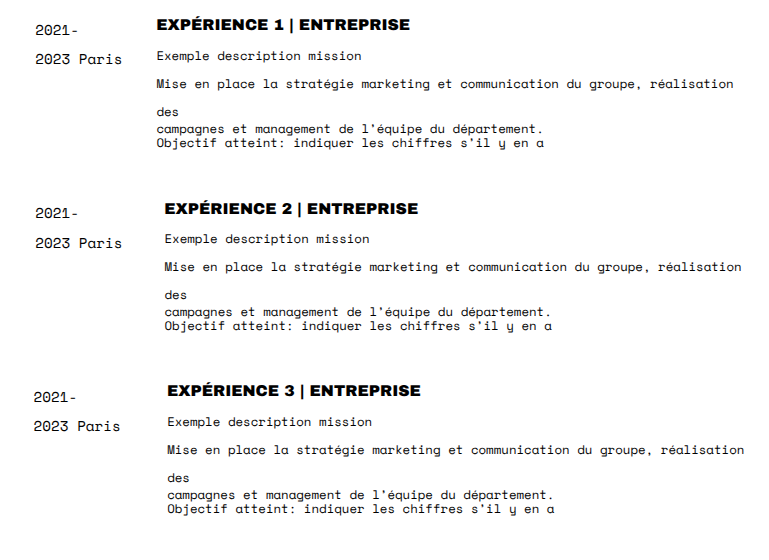 2021-
2023 Paris
EXPÉRIENCE 1 | ENTREPRISE
Exemple description mission
Mise en place la stratégie marketing et communication du groupe, réalisation
des
campagnes et management de l'équipe du département.
Objectif atteint: indiquer les chiffres s'il y en a
2021-
2023 Paris
EXPÉRIENCE 2 | ENTREPRISE
Exemple description mission
Mise en place la stratégie marketing et communication du groupe, réalisation
des
campagnes et management de l'équipe du département.
Objectif atteint: indiquer les chiffres s'il y en a
2021-
2023 Paris
EXPÉRIENCE 3 | ENTREPRISE
Exemple description mission
Mise en place la stratégie marketing et communication du groupe, réalisation
des
campagnes et management de l'équipe du département.
Objectif atteint: indiquer les chiffres s'il y en a